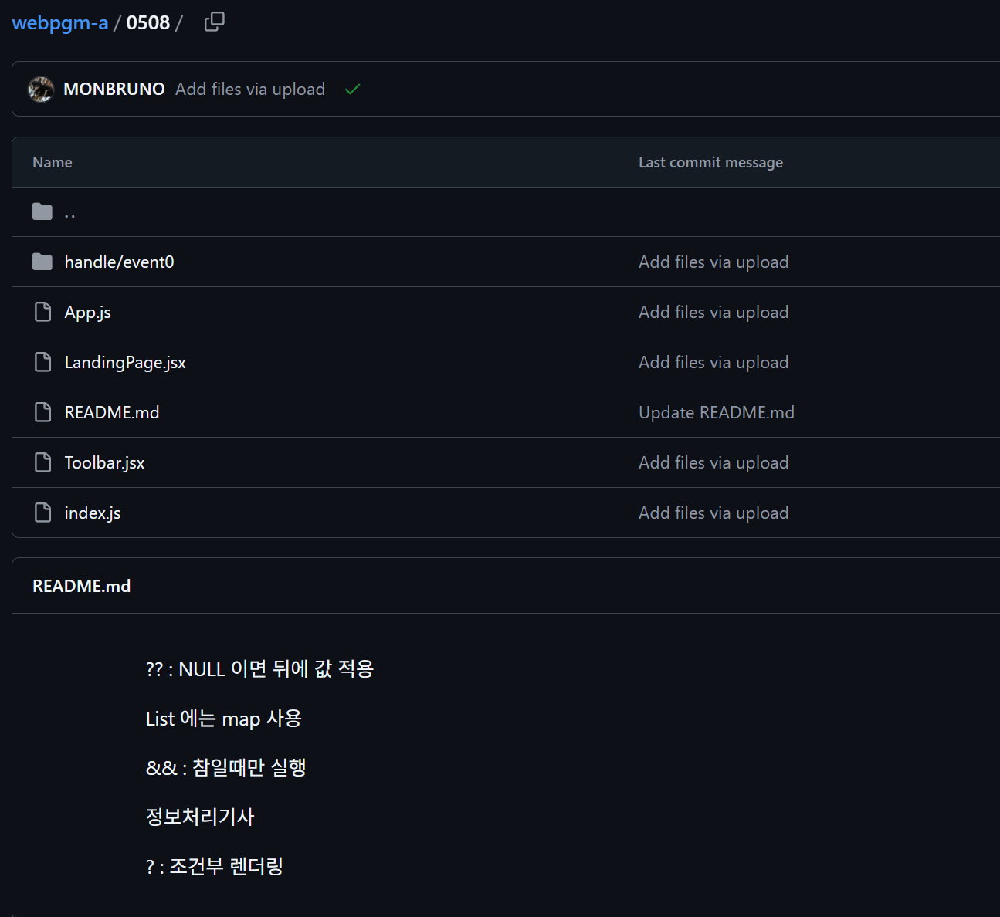 webpgm-a / 0508 /
MONBRUNO Add files via upload
Name Last commit message
..
handle/event0 Add files via upload
App.js Add files via upload
LandingPage.jsx Add files via upload
README.md Update README.md
Toolbar.jsx Add files via upload
index.js Add files via upload
README.md
?? : NULL 이면 뒤에 값 적용
List 에는 map 사용
&& : 참일때만 실행
정보처리기사
? : 조건부 렌더링